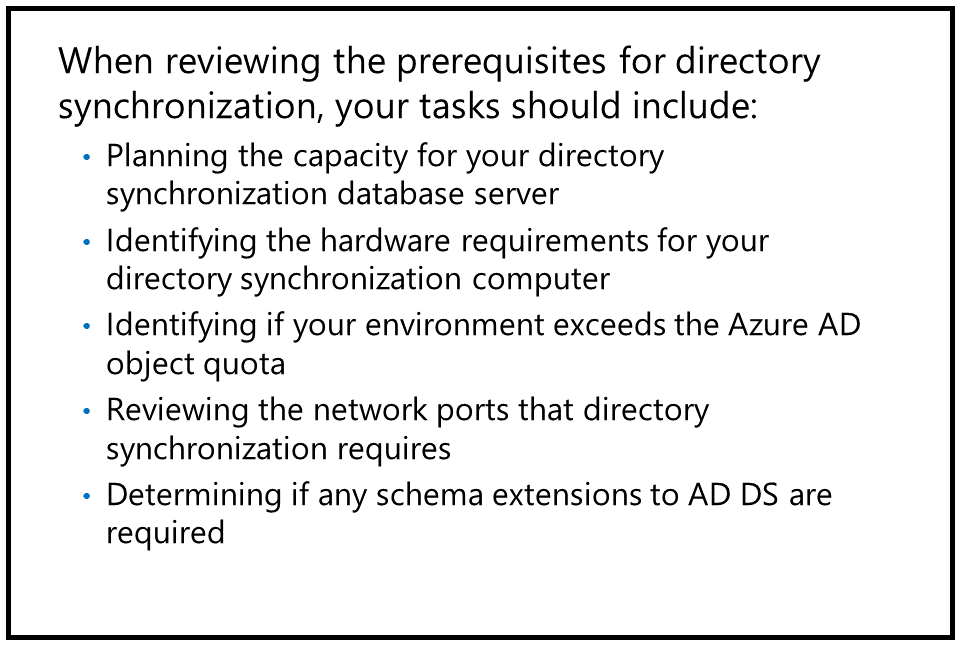 When reviewing the prerequisites for directory
synchronization, your tasks should include:
• Planning the capacity for your directory
synchronization database server
• Identifying the hardware requirements for your
directory synchronization computer
• Identifying if your environment exceeds the Azure AD
object quota
• Reviewing the network ports that directory
synchronization requires
• Determining if any schema extensions to AD DS are
required